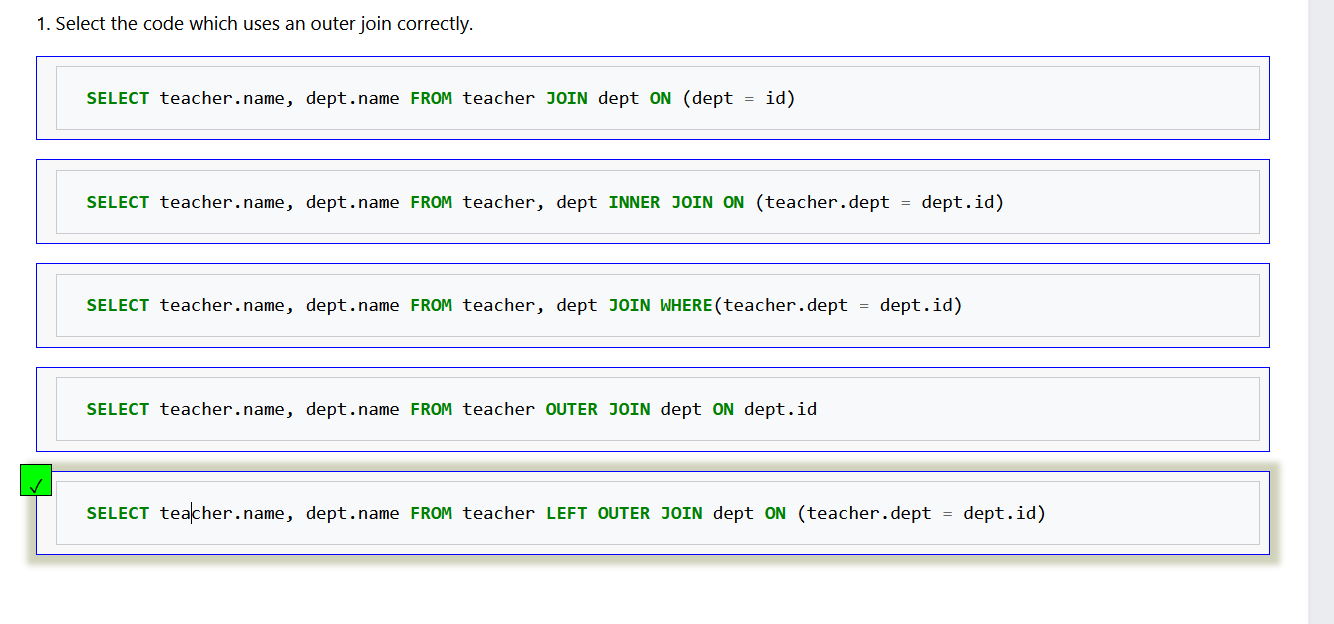 1. Select the code which uses an outer join correctly.
SELECT teacher.name, dept.name FROM teacher JOIN dept ON (dept = id)
SELECT teacher.name, dept.name FROM teacher, dept INNER JOIN ON (teacher.dept = dept.id)
SELECT teacher.name, dept.name FROM teacher, dept JOIN WHERE(teacher.dept = dept.id)
SELECT teacher.name, dept.name FROM teacher OUTER JOIN dept ON dept.id
✓
SELECT teacher.name, dept.name FROM teacher LEFT OUTER JOIN dept ON (teacher.dept = dept.id)